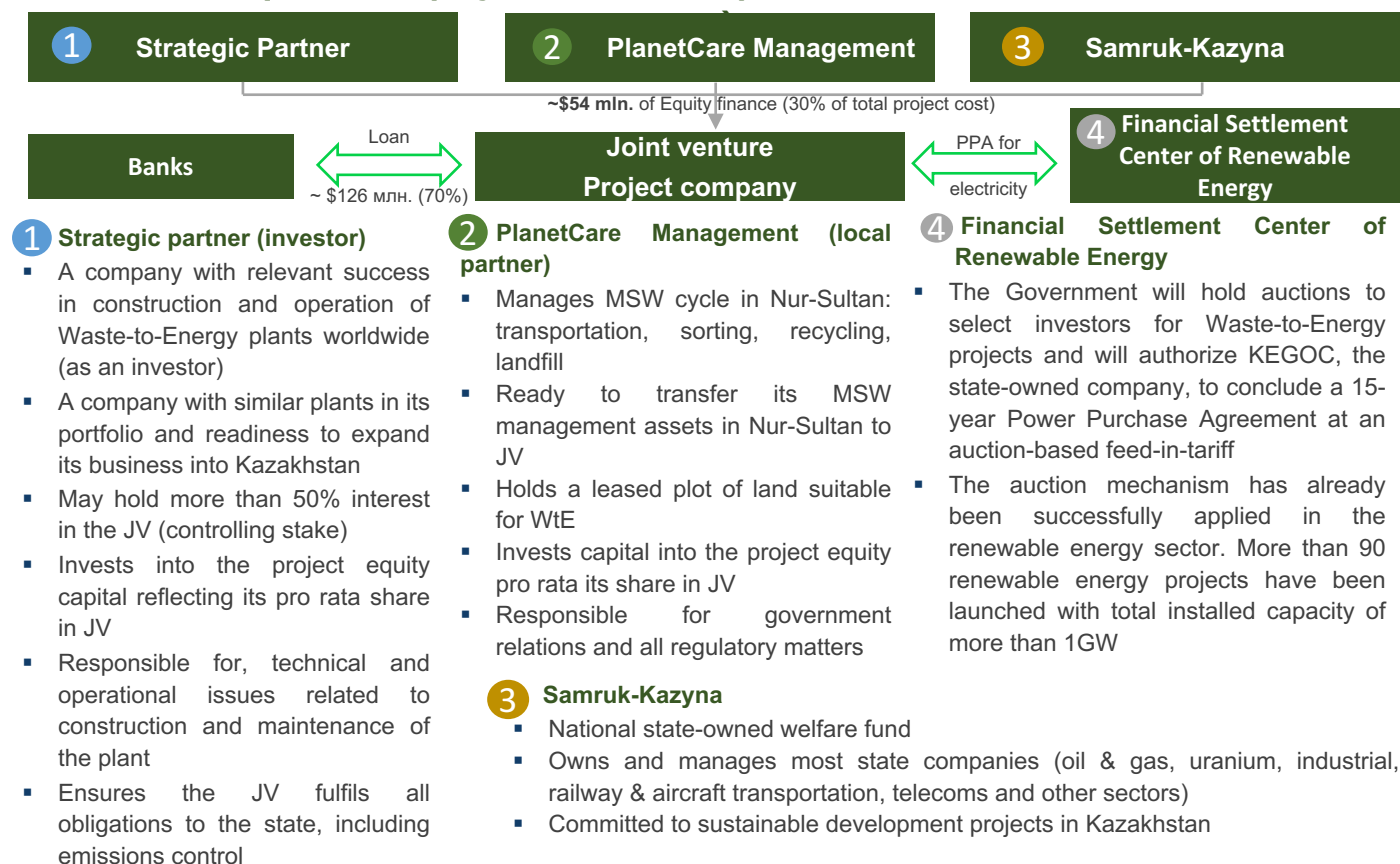 1 Strategic Partner
2 PlanetCare Management
3 Samruk-Kazyna
~$54 mln. of Equity finance (30% of total project cost)
Banks
Loan
~ $126 млн. (70%)
Joint venture
Project company
PPA for
electricity
4 Financial Settlement
Center of Renewable
Energy
1 Strategic partner (investor)
▪ A company with relevant success
in construction and operation of
Waste-to-Energy plants worldwide
(as an investor)
▪ A company with similar plants in its
portfolio and readiness to expand
its business into Kazakhstan
▪ May hold more than 50% interest
in the JV (controlling stake)
▪ Invests into the project equity
capital reflecting its pro rata share
in JV
▪ Responsible for, technical and
operational issues related to
construction and maintenance of
the plant
▪ Ensures the JV fulfils all
obligations to the state, including
emissions control
2 PlanetCare Management (local
partner)
▪ Manages MSW cycle in Nur-Sultan:
transportation, sorting, recycling,
landfill
▪ Ready to transfer its MSW
management assets in Nur-Sultan to
JV
▪ Holds a leased plot of land suitable
for WtE
▪ Invests capital into the project equity
pro rata its share in JV
▪ Responsible for government
relations and all regulatory matters
4 Financial Settlement Center of
Renewable Energy
▪ The Government will hold auctions to
select investors for Waste-to-Energy
projects and will authorize KEGOC, the
state-owned company, to conclude a 15-
year Power Purchase Agreement at an
auction-based feed-in-tariff
▪ The auction mechanism has already
been successfully applied in the
renewable energy sector. More than 90
renewable energy projects have been
launched with total installed capacity of
more than 1GW
3 Samruk-Kazyna
▪ National state-owned welfare fund
▪ Owns and manages most state companies (oil & gas, uranium, industrial,
railway & aircraft transportation, telecoms and other sectors)
▪ Committed to sustainable development projects in Kazakhstan